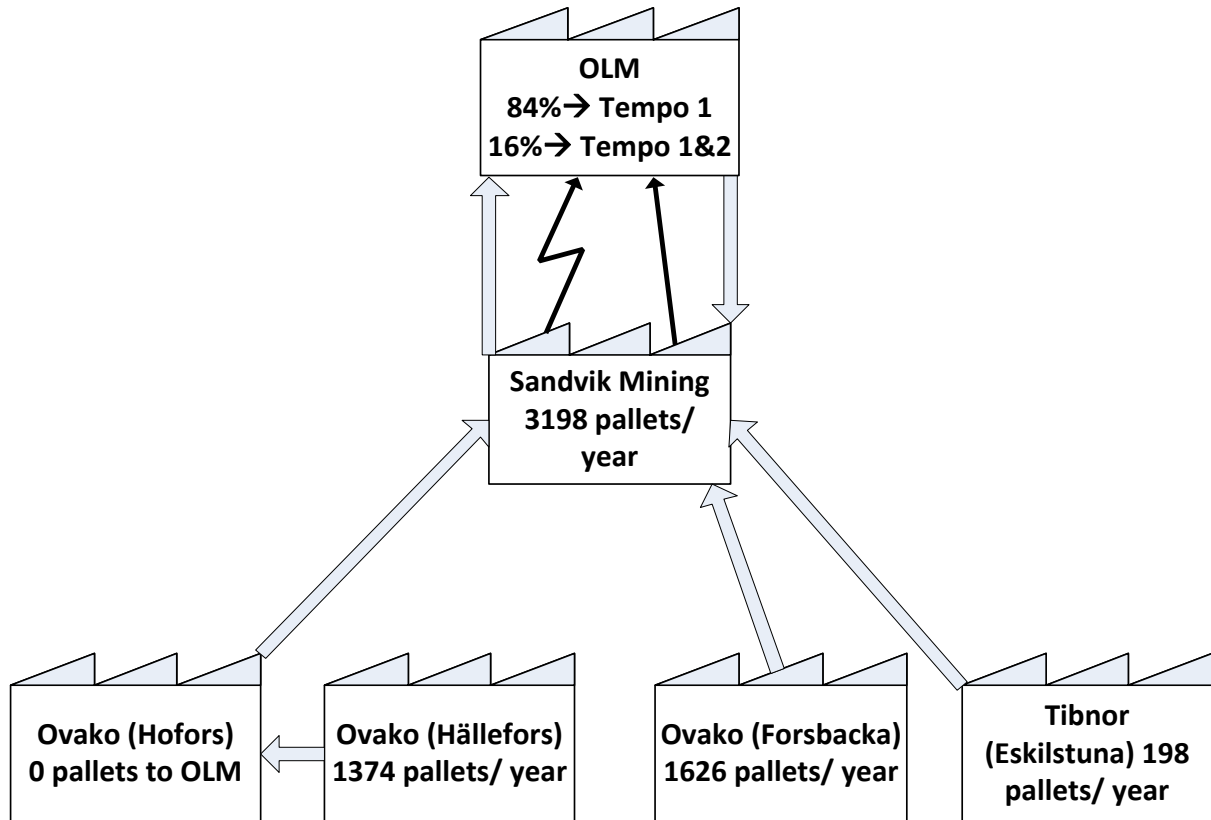 OLM
84%→ Tempo 1
16%→ Tempo 1&2
Sandvik Mining
3198 pallets/
year
Ovako (Hofors)
0 pallets to OLM
Ovako (Hällefors)
1374 pallets/ year
Ovako (Forsbacka)
1626 pallets/ year
Tibnor
(Eskilstuna) 198
pallets/ year